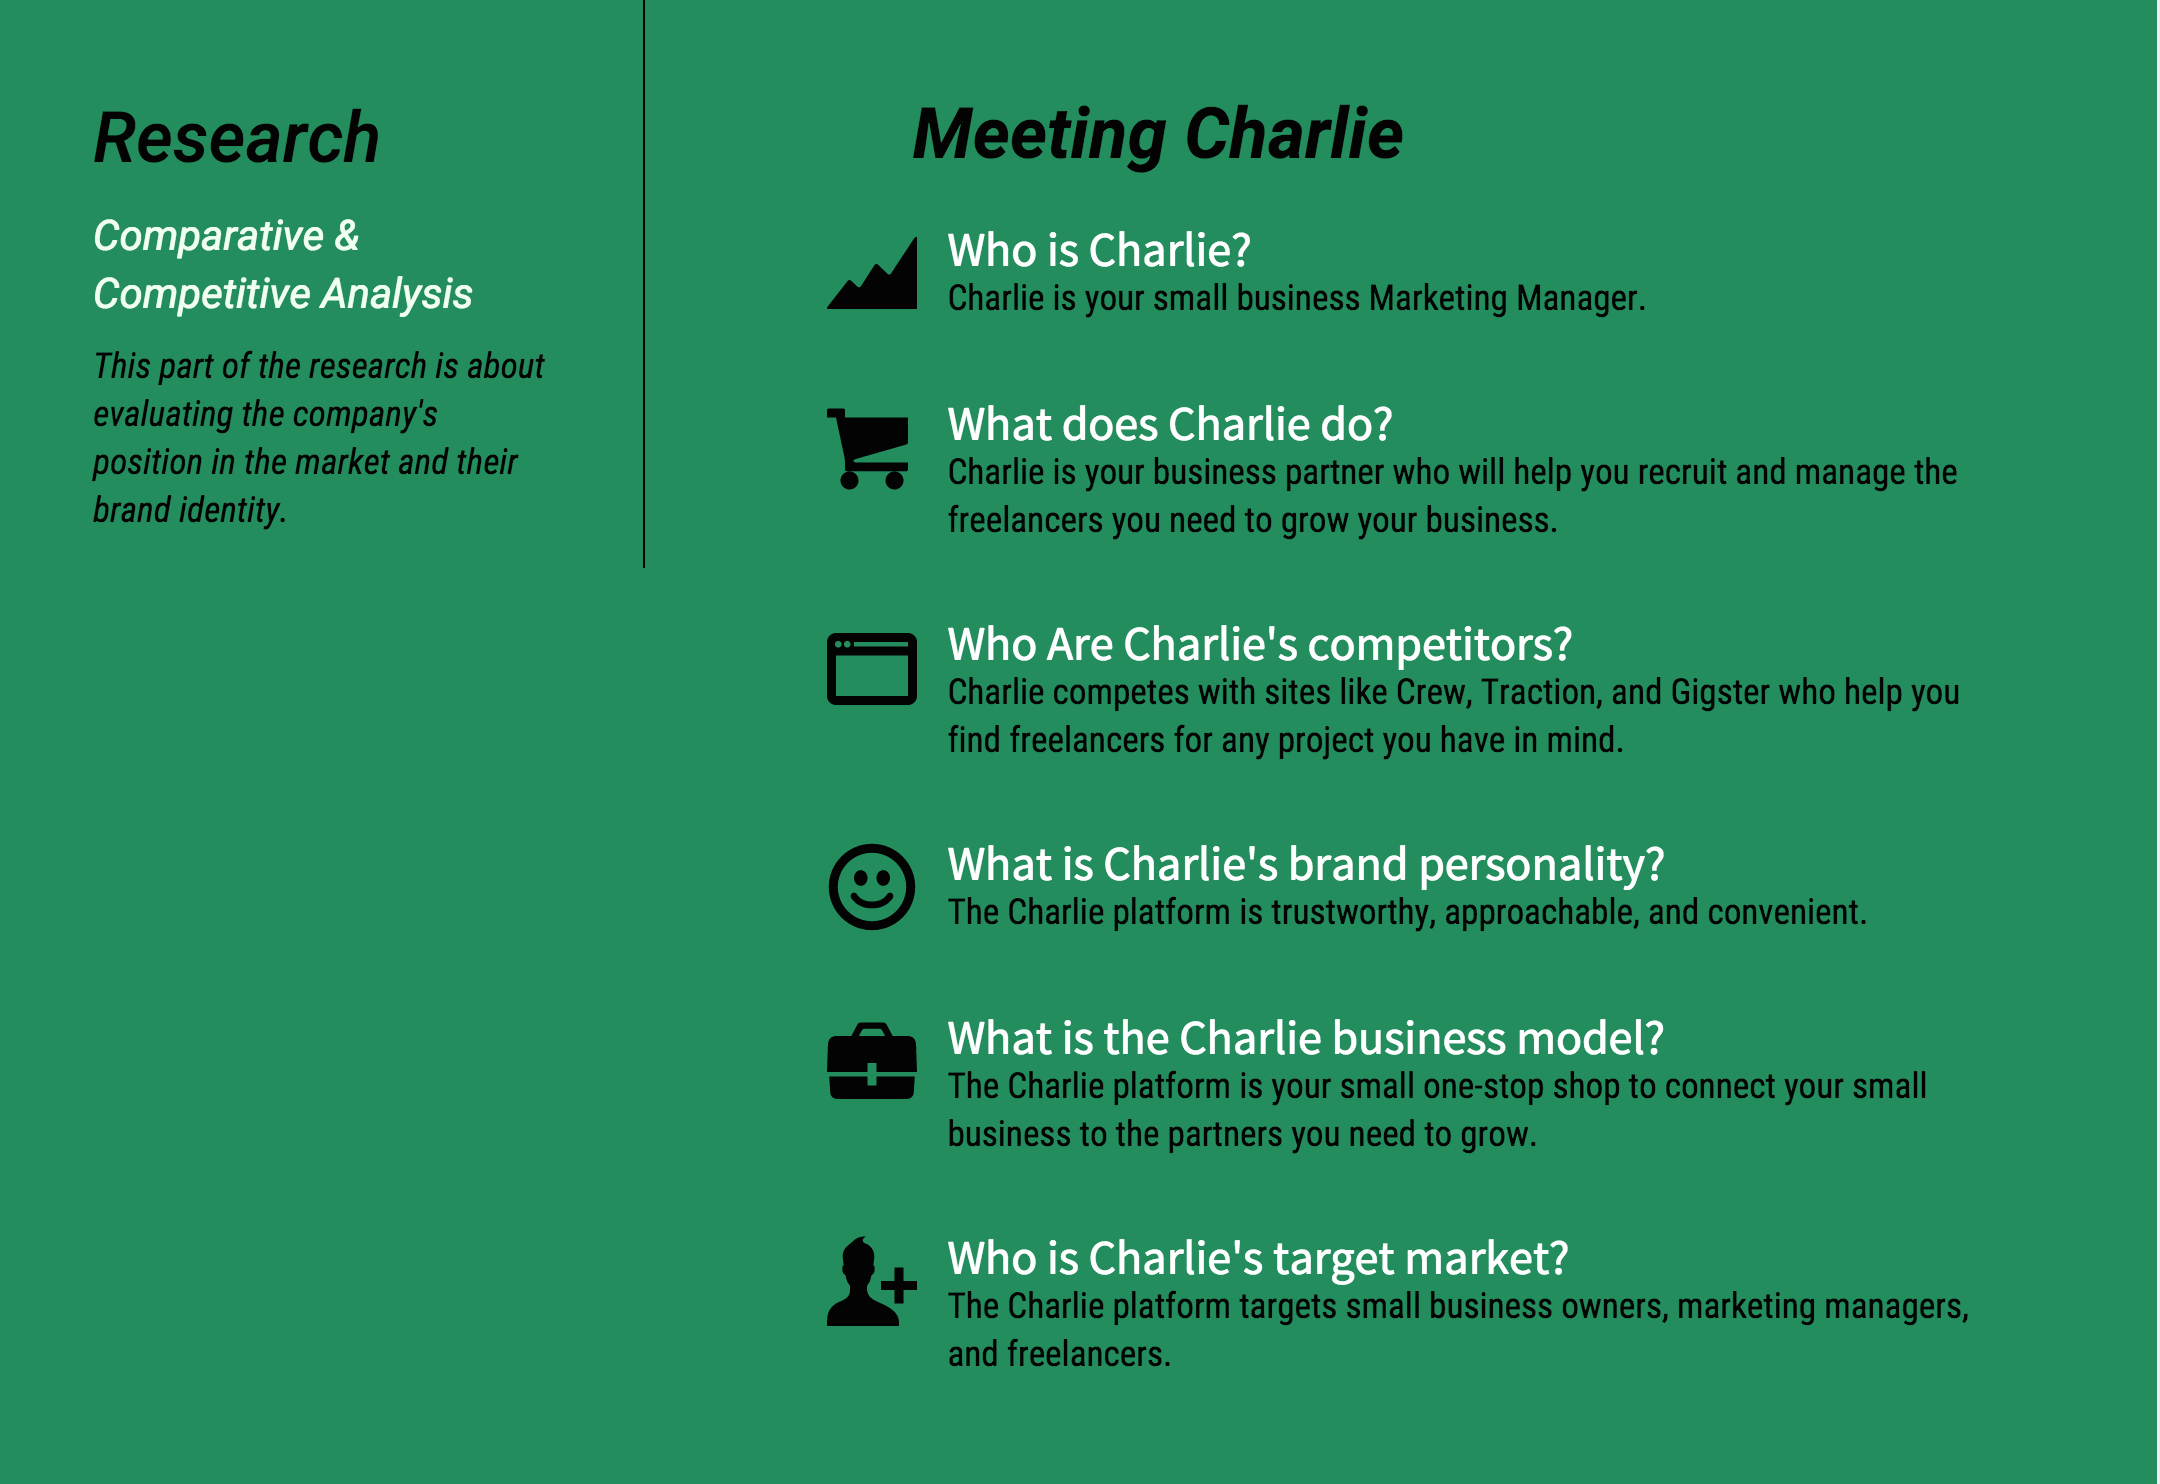 Research
Comparative &
Competitive Analysis
This part of the research is about
evaluating the company's
position in the market and their
brand identity.
Meeting Charlie
Who is Charlie?
Charlie is your small business Marketing Manager.
What does Charlie do?
Charlie is your business partner who will help you recruit and manage the
freelancers you need to grow your business.
Who Are Charlie's competitors?
Charlie competes with sites like Crew, Traction, and Gigster who help you
find freelancers for any project you have in mind.
What is Charlie's brand personality?
The Charlie platform is trustworthy, approachable, and convenient.
What is the Charlie business model?
The Charlie platform is your small one-stop shop to connect your small
business to the partners you need to grow.
Who is Charlie's target market?
The Charlie platform targets small business owners, marketing managers,
and freelancers.